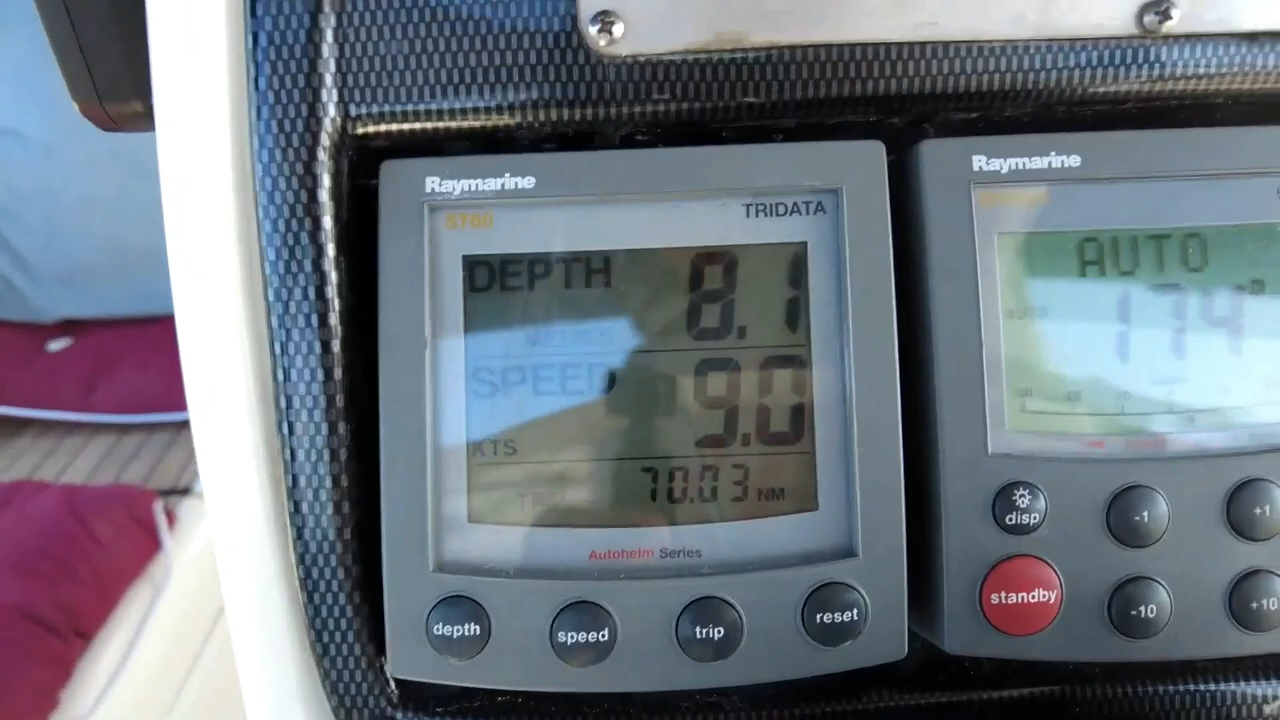 Raymarine
ST60
TRIDATA
DEPTH 8.1
METRES
SPEED 9.0
KTS
70.03 NM
Autohelm Series
depth
speed
trip
reset
Raymarine
AUTO
174°
disp
-1
+1
standby
-10
+10